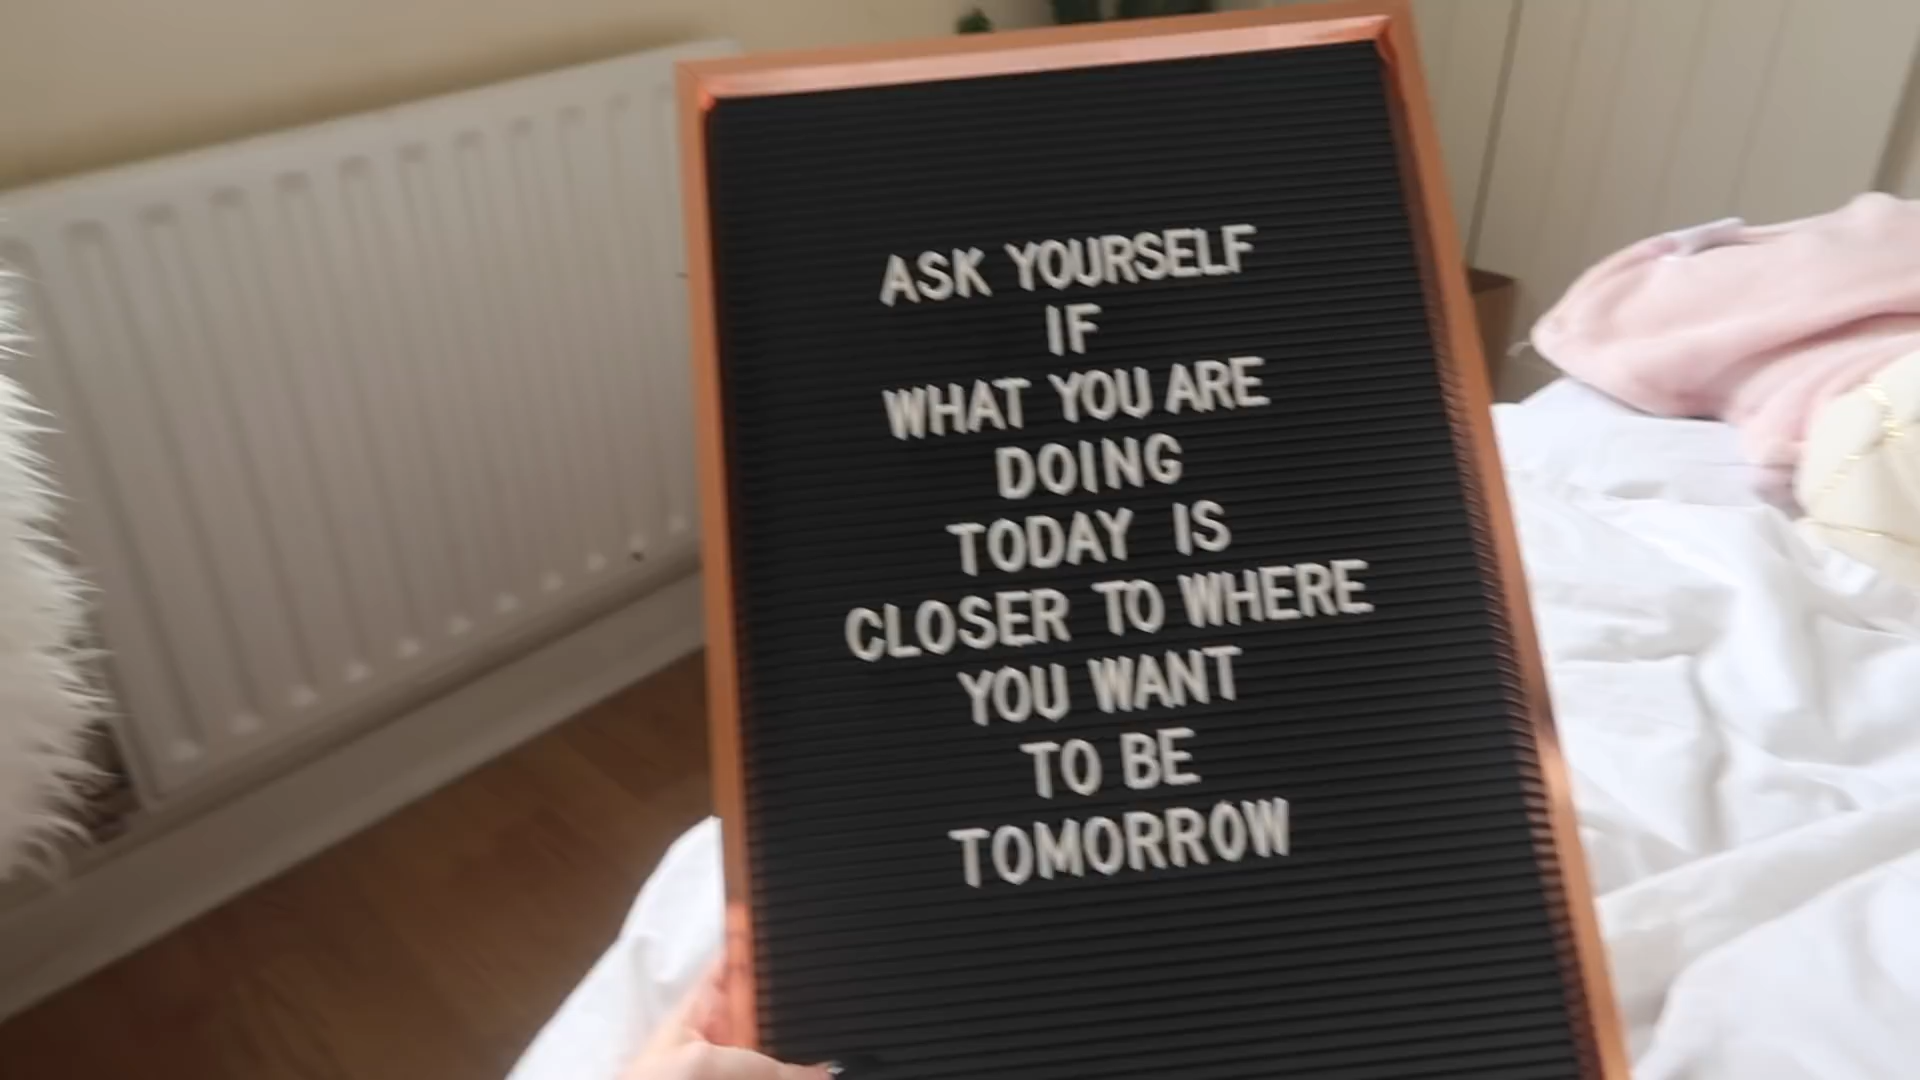 ASK YOURSELF
IF
WHAT YOU ARE
DOING
TODAY IS
CLOSER TO WHERE
YOU WANT
TO BE
TOMORROW